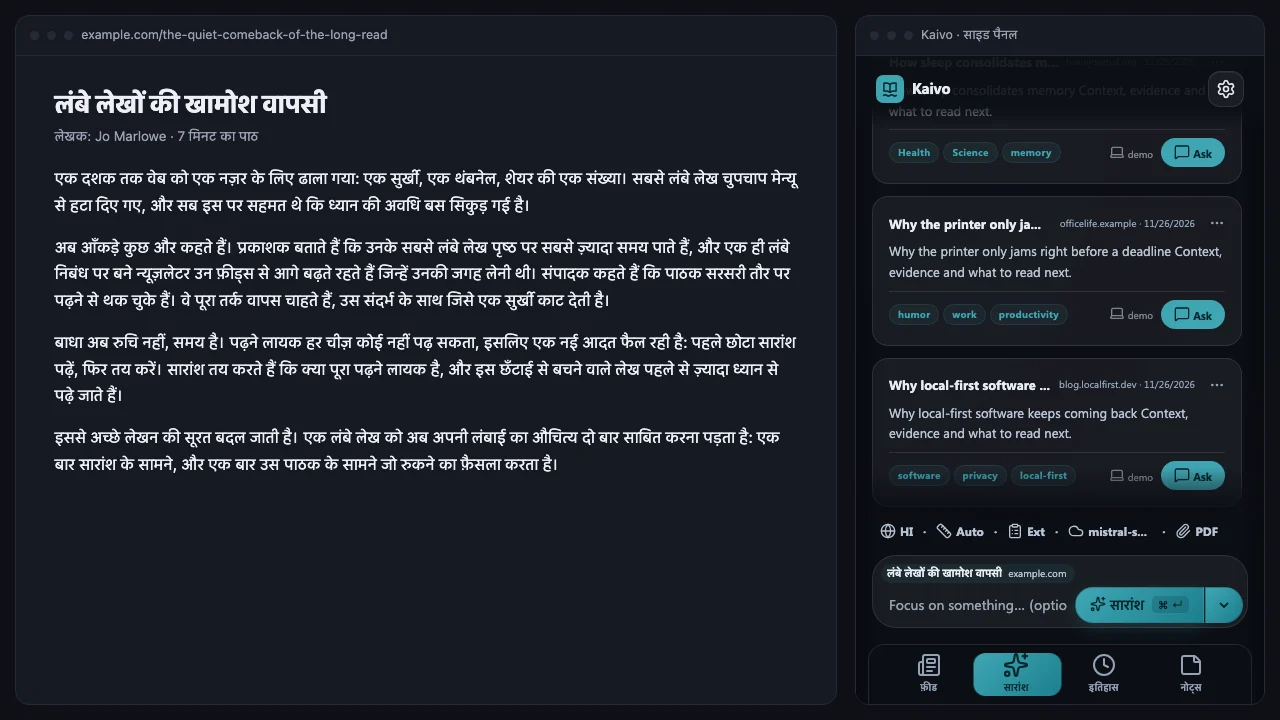 example.com/the-quiet-comeback-of-the-long-read
लंबे लेखों की खामोश वापसी
लेखक: Jo Marlowe · 7 मिनट का पाठ
एक दशक तक वेब को एक नज़र के लिए ढाला गया: एक सुर्खी, एक थंबनेल, शेयर की एक संख्या। सबसे लंबे लेख चुपचाप मेन्यू
से हटा दिए गए, और सब इस पर सहमत थे कि ध्यान की अवधि बस सिकुड़ गई है।
अब आँकड़े कुछ और कहते हैं। प्रकाशक बताते हैं कि उनके सबसे लंबे लेख पृष्ठ पर सबसे ज़्यादा समय पाते हैं, और एक ही लंबे
निबंध पर बने न्यूज़लेटर उन फ़ीड्स से आगे बढ़ते रहते हैं जिन्हें उनकी जगह लेनी थी। संपादक कहते हैं कि पाठक सरसरी तौर पर
पढ़ने से थक चुके हैं। वे पूरा तर्क वापस चाहते हैं, उस संदर्भ के साथ जिसे एक सुर्खी काट देती है।
बाधा अब रुचि नहीं, समय है। पढ़ने लायक हर चीज़ कोई नहीं पढ़ सकता, इसलिए एक नई आदत फैल रही है: पहले छोटा सारांश
पढ़ें, फिर तय करें। सारांश तय करते हैं कि क्या पूरा पढ़ने लायक है, और इस छँटाई से बचने वाले लेख पहले से ज़्यादा ध्यान से
पढ़े जाते हैं।
इससे अच्छे लेखन की सूरत बदल जाती है। एक लंबे लेख को अब अपनी लंबाई का औचित्य दो बार साबित करना पड़ता है: एक
बार सारांश के सामने, और एक बार उस पाठक के सामने जो रुकने का फ़ैसला करता है।
Kaivo · साइड पैनल
How sleep consolidates m...
Kaivo
consolidates memory Context, evidence and
what to read next.
Health Science memory demo Ask
Why the printer only ja... officelife.example · 11/26/2026 ···
Why the printer only jams right before a deadline Context,
evidence and what to read next.
humor work productivity demo Ask
Why local-first software ... blog.localfirst.dev · 11/26/2026 ···
Why local-first software keeps coming back Context,
evidence and what to read next.
software privacy local-first demo Ask
HI · Auto · Ext · mistral-s... · PDF
लंबे लेखों की खामोश वापसी example.com
Focus on something... (optio सारांश ⌘ ↵
फ़ीड सारांश इतिहास नोट्स